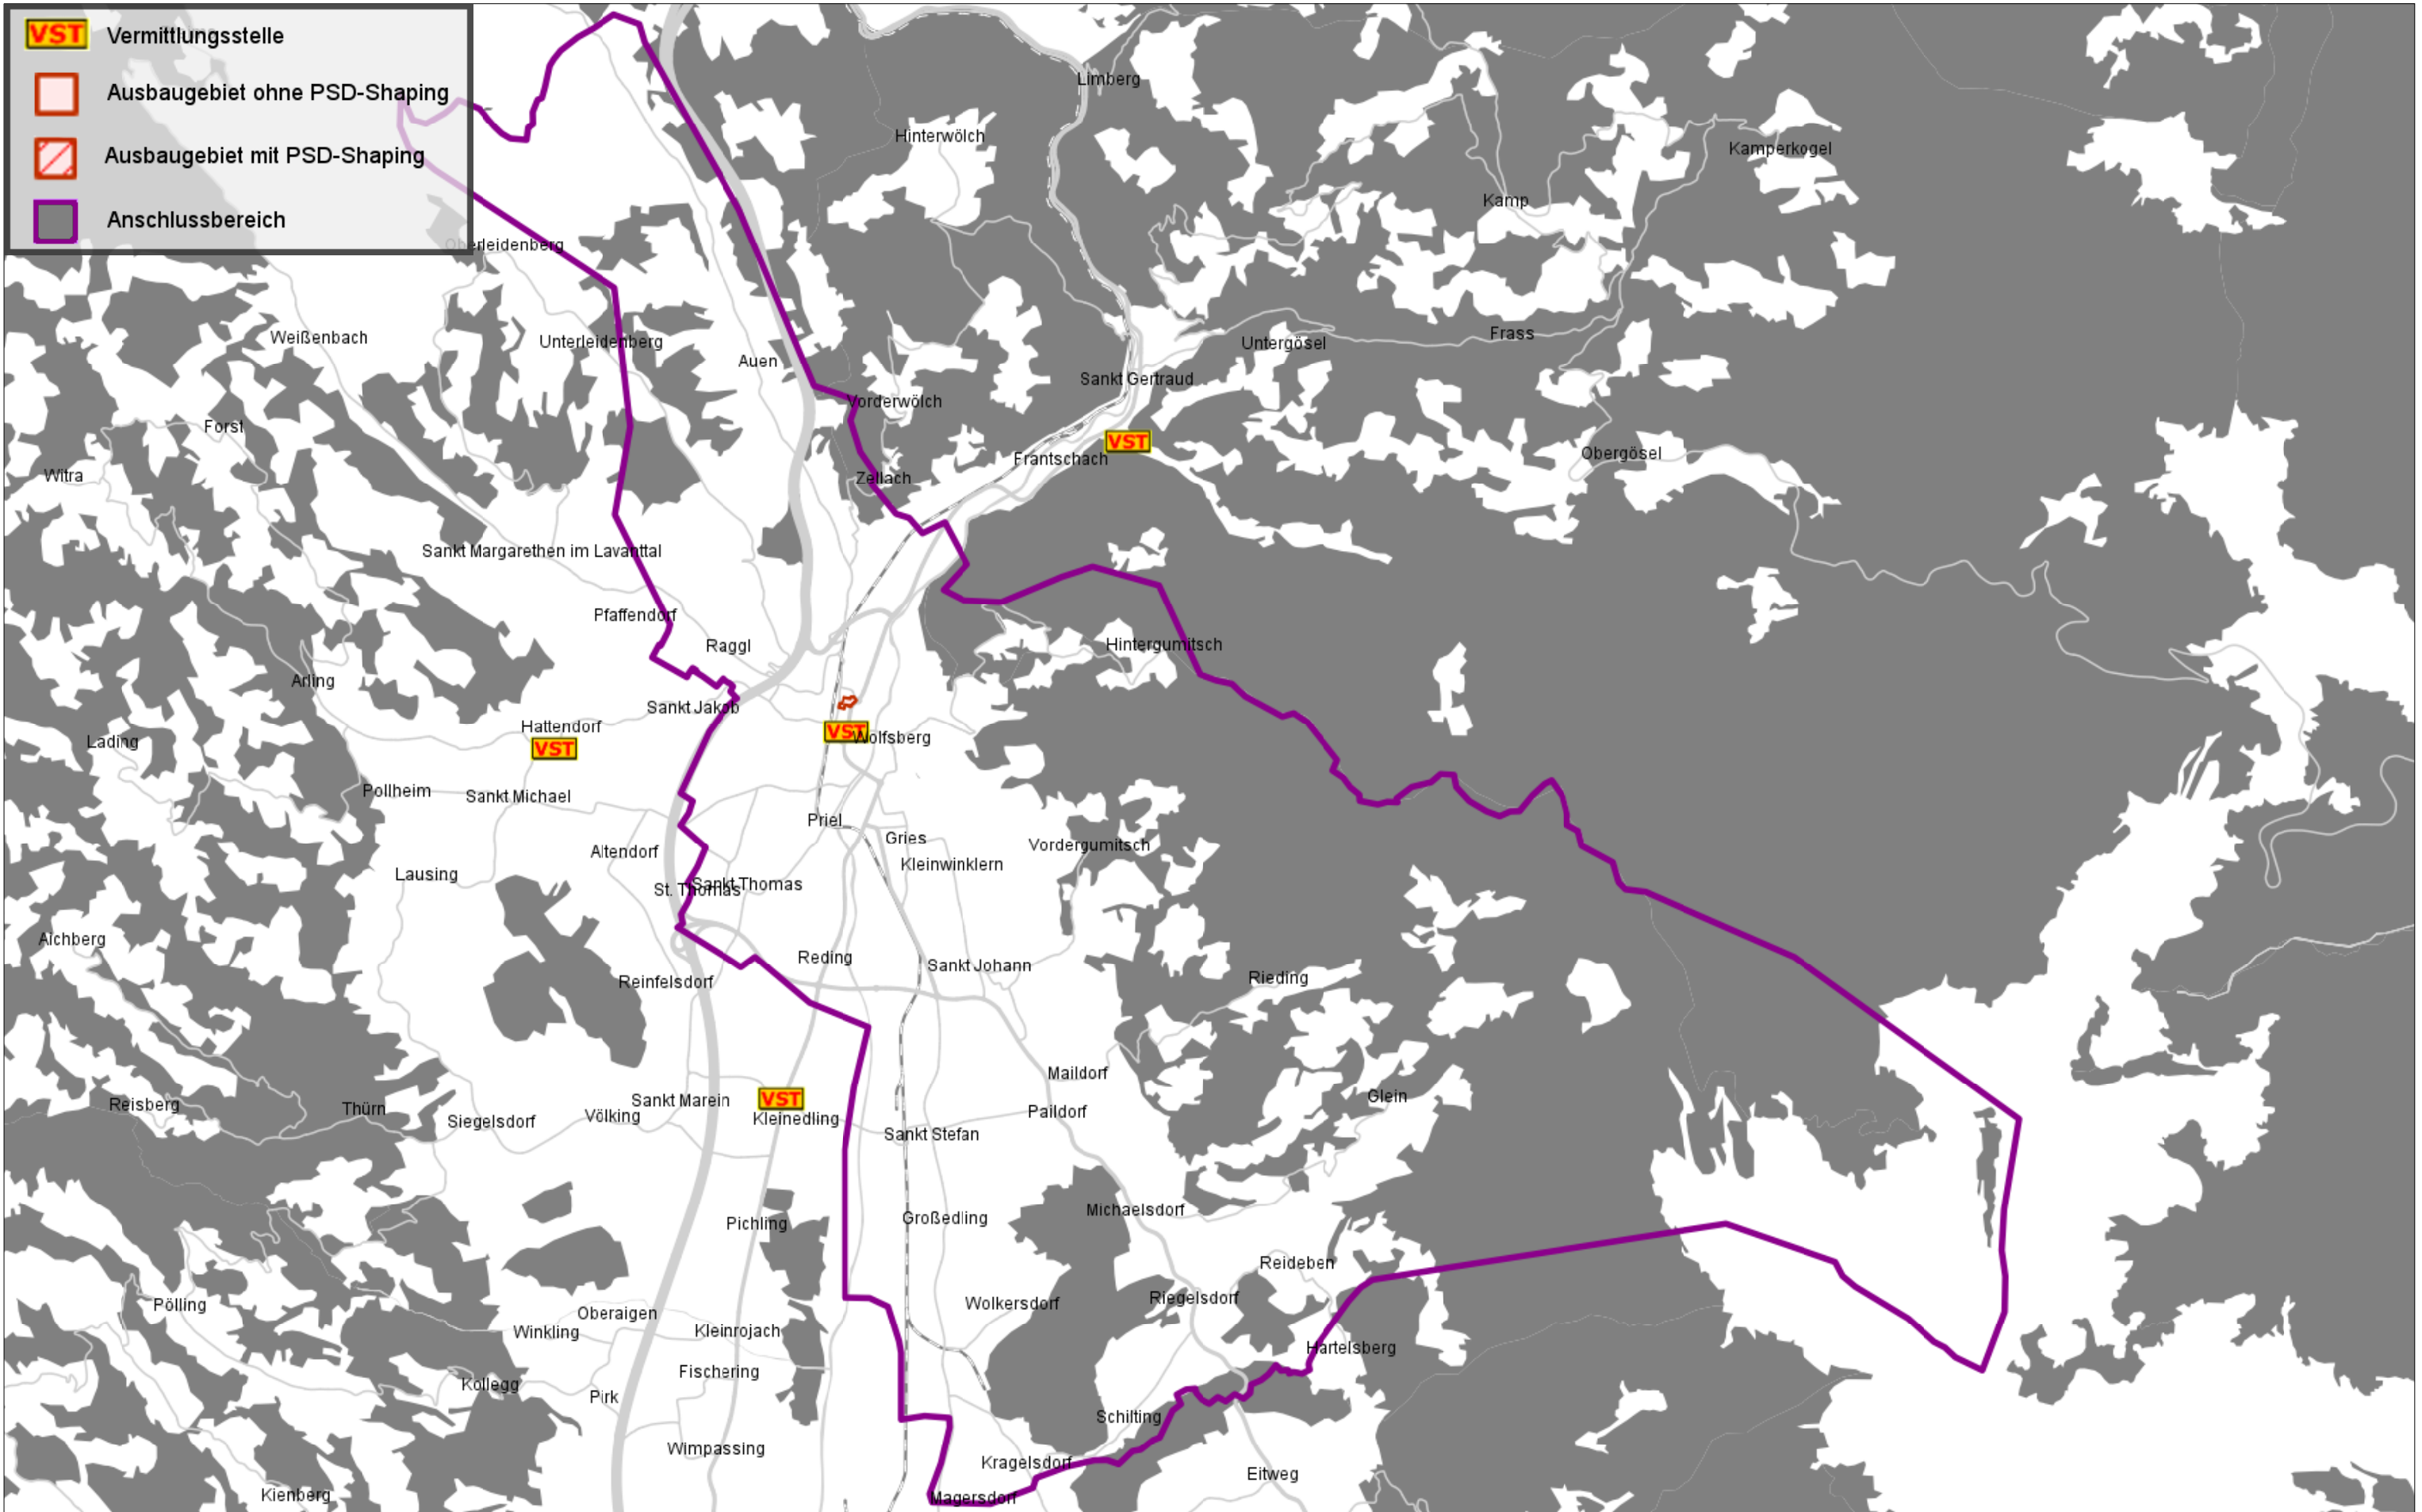 VST Vermittlungsstelle
Ausbaugebiet ohne PSD-Shaping
Ausbaugebiet mit PSD-Shaping
Anschlussbereich
Limberg
Hinterwölch
Kamperkogel
Kamp
Oberleidenberg
Weißenbach
Unterleidenberg
Auen
Untergösel
Frass
Sankt Gertraud
Vorderwölch
Forst
VST
Frantschach
Obergösel
Witra
Zellach
Sankt Margarethen im Lavanttal
Pfaffendorf
Raggl
Hintergumitsch
Arling
Sankt Jakob
Hattendorf
VST
VST
Wolfsberg
Lading
Pollheim
Sankt Michael
Priel
Gries
Vordergumitsch
Altendorf
Kleinwinklern
Lausing
St. Thomas
Sankt Thomas
Aichberg
Reding
Sankt Johann
Reinfelsdorf
Rieding
Maildorf
VST
Glein
Reisberg
Thürn
Siegelsdorf
Völking
Sankt Marein
Kleinedling
Paildorf
Sankt Stefan
Pichling
Großedling
Michaelsdorf
Reideben
Pölling
Oberaigen
Wolkersdorf
Riegelsdorf
Winkling
Kleinrojach
Hartelsberg
Fischering
Kollegg
Pirk
Schilting
Wimpassing
Kragelsdorf
Eitweg
Kienberg
Magersdorf